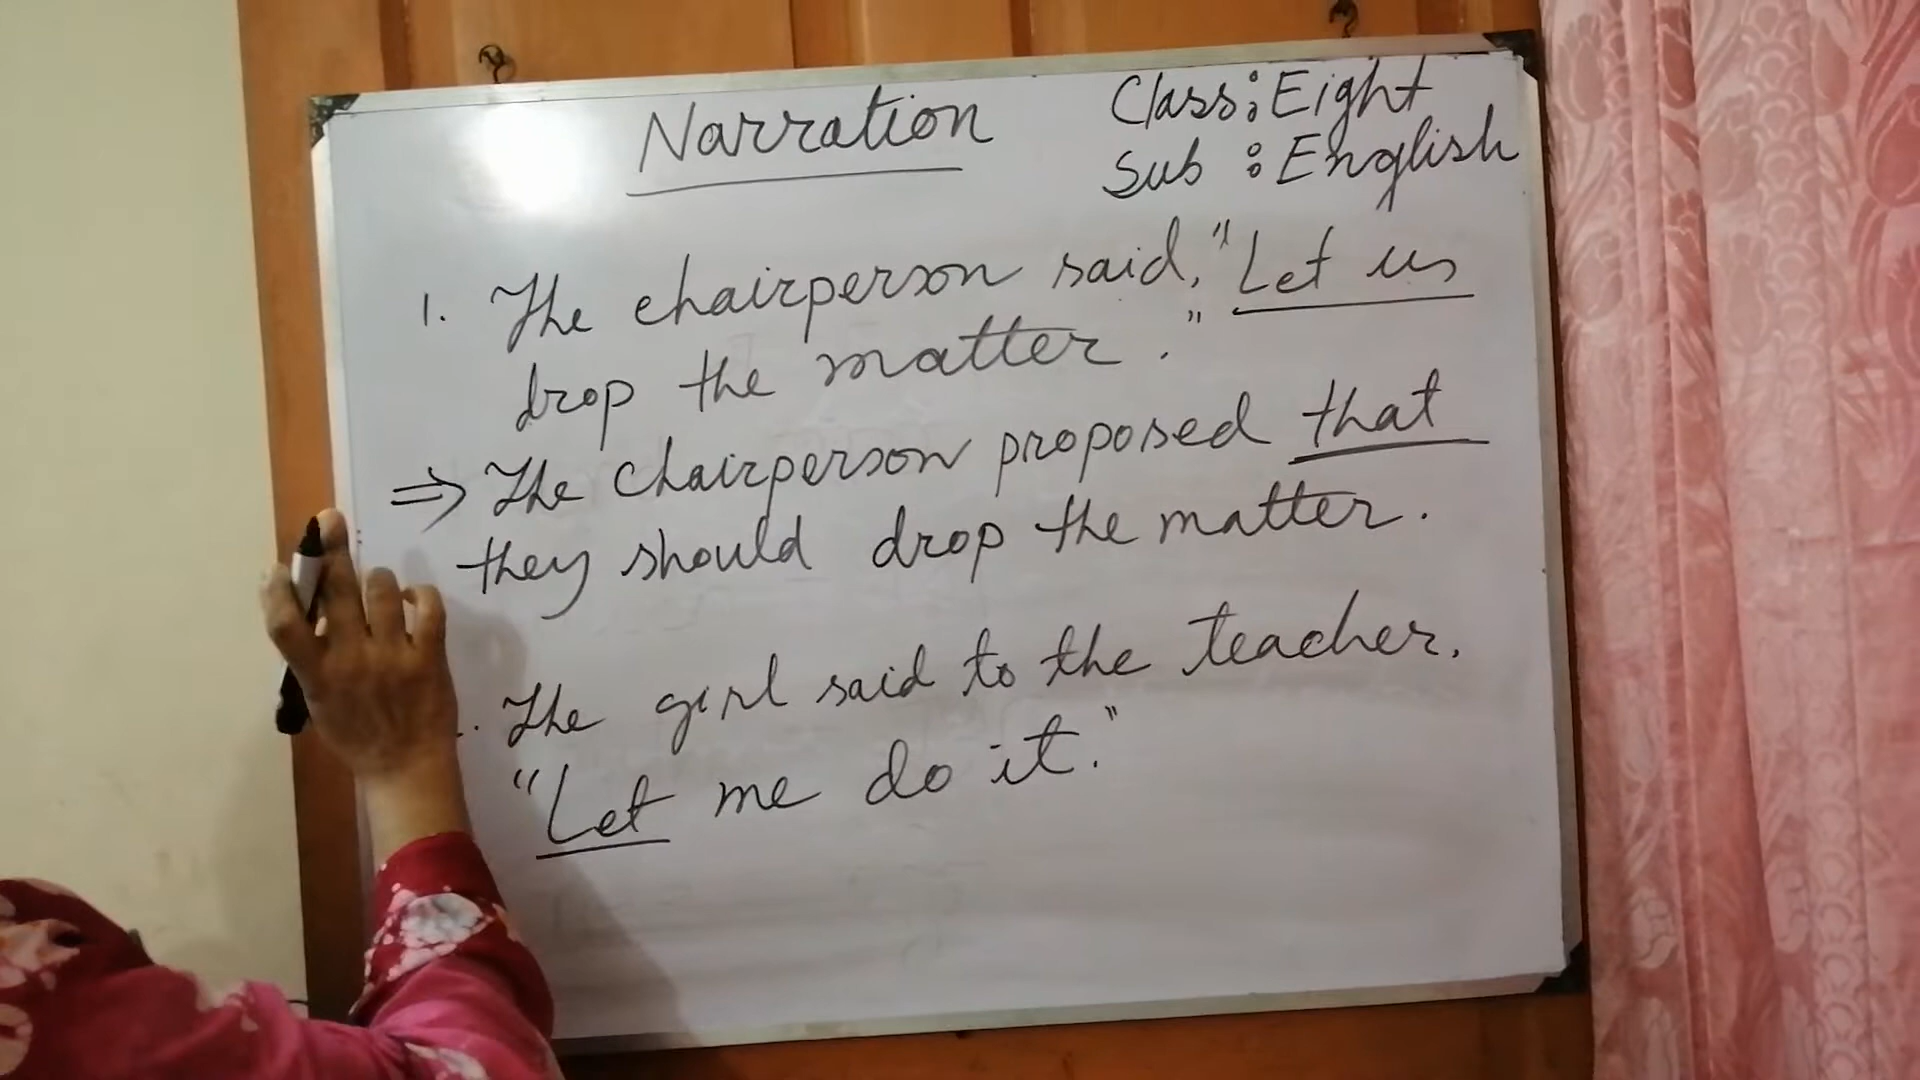 Narration
Class: Eight
Sub : English
1. The chairperson said, "Let us
drop the matter."
⇒ The chairperson proposed that
they should drop the matter.
. The girl said to the teacher,
"Let me do it."